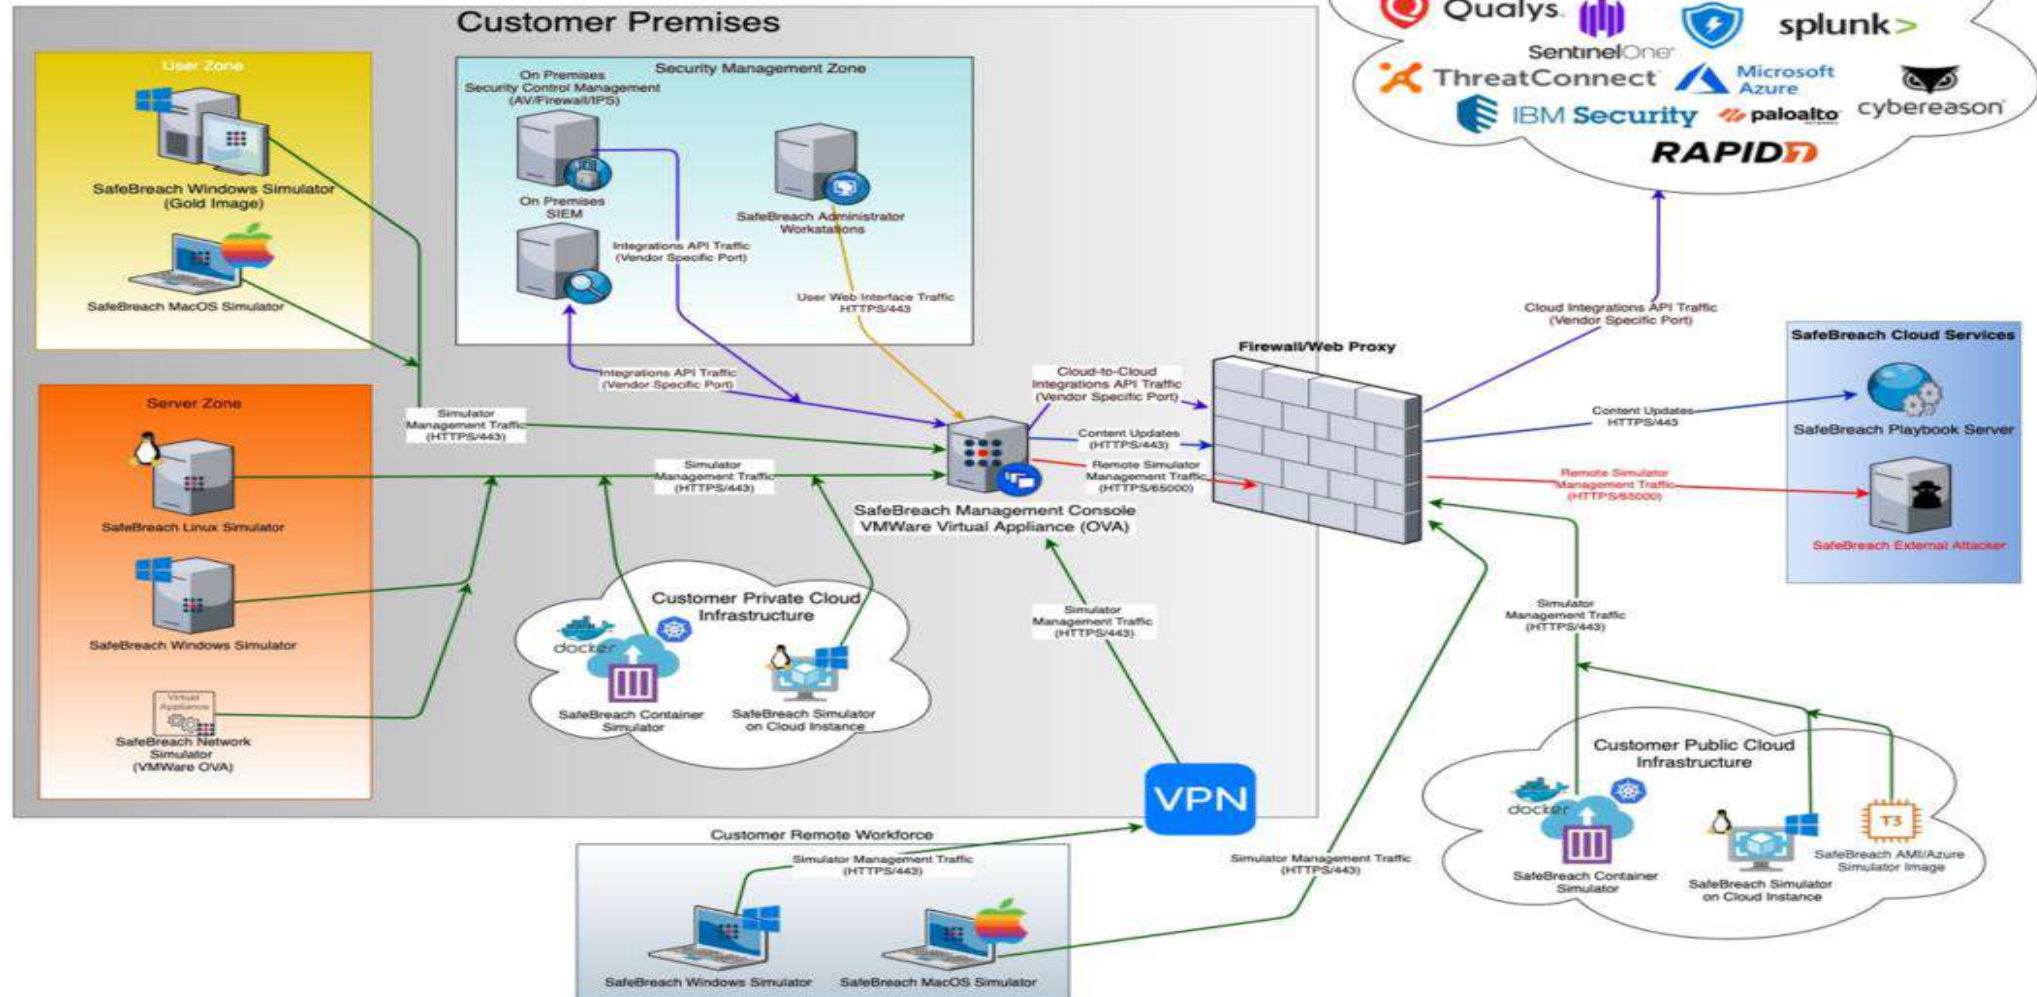 Customer Premises
User Zone
SafeBreach Windows Simulator
(Gold Image)
SafeBreach MacOS Simulator
Server Zone
SafeBreach Linux Simulator
SafeBreach Windows Simulator
Virtual
Appliance
SafeBreach Network
Simulator
(VMWare OVA)
Security Management Zone
On Premises
Security Control Management
(AV/Firewall/IPS)
On Premises
SIEM
SafeBreach Administrator
Workstations
Integrations API Traffic
(Vendor Specific Port)
User Web Interface Traffic
HTTPS/443
Integrations API Traffic
(Vendor Specific Port)
Simulator
Management Traffic
(HTTPS/443)
Simulator
Management Traffic
(HTTPS/443)
SafeBreach Management Console
VMWare Virtual Appliance (OVA)
Cloud-to-Cloud
Integrations API Traffic
(Vendor Specific Port)
Content Updates
(HTTPS/443)
Remote Simulator
Management Traffic
(HTTPS/65000)
Firewall/Web Proxy
Customer Private Cloud
Infrastructure
docker
SafeBreach Container
Simulator
SafeBreach Simulator
on Cloud Instance
Simulator
Management Traffic
(HTTPS/443)
VPN
Customer Remote Workforce
Simulator Management Traffic
(HTTPS/443)
SafeBreach Windows Simulator
SafeBreach MacOS Simulator
Simulator Management Traffic
(HTTPS/443)
Qualys.
SentinelOne
splunk>
ThreatConnect
Microsoft
Azure
cybereason
IBM Security
paloalto
RAPID7
Cloud Integrations API Traffic
(Vendor Specific Port)
Content Updates
HTTPS/443
Remote Simulator
Management Traffic
(HTTPS/65000)
SafeBreach Cloud Services
SafeBreach Playbook Server
SafeBreach External Attacker
Simulator
Management Traffic
(HTTPS/443)
Customer Public Cloud
Infrastructure
docker
SafeBreach Container
Simulator
SafeBreach Simulator
on Cloud Instance
T3
SafeBreach AMI/Azure
Simulator Image